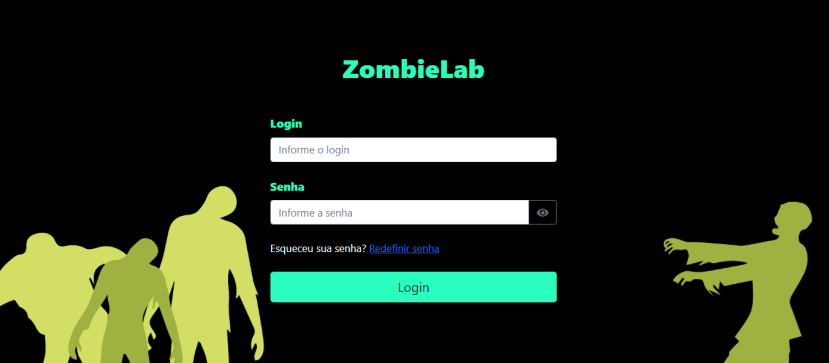 ZombieLab
Login
Informe o login
Senha
Informe a senha
Esqueceu sua senha? Redefinir senha
Login